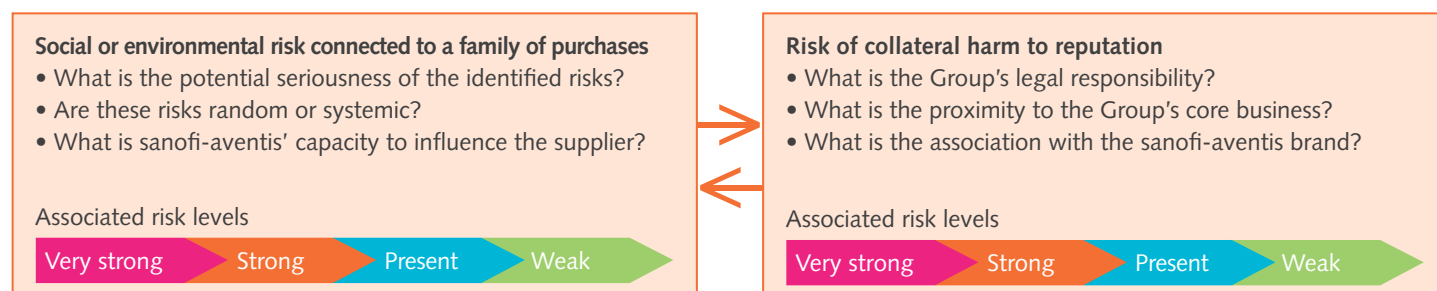 Social or environmental risk connected to a family of purchases
• What is the potential seriousness of the identified risks?
• Are these risks random or systemic?
• What is sanofi-aventis’ capacity to influence the supplier?
Associated risk levels
Very strong Strong Present Weak
Risk of collateral harm to reputation
• What is the Group’s legal responsibility?
• What is the proximity to the Group’s core business?
• What is the association with the sanofi-aventis brand?
Associated risk levels
Very strong Strong Present Weak